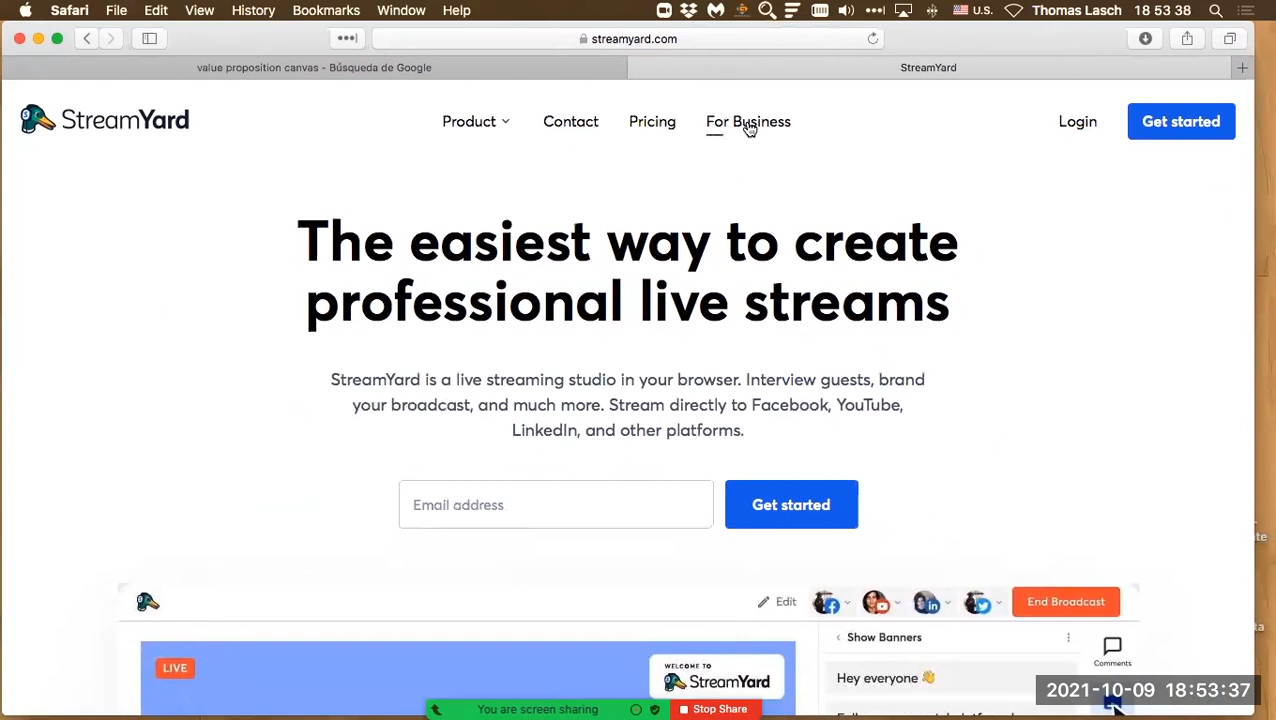 Safari File Edit View History Bookmarks Window Help U.S. Thomas Lasch 18 53 38
streamyard.com
value proposition canvas - Búsqueda de Google StreamYard
StreamYard Product Contact Pricing For Business Login Get started
The easiest way to create
professional live streams
StreamYard is a live streaming studio in your browser. Interview guests, brand
your broadcast, and much more. Stream directly to Facebook, YouTube,
LinkedIn, and other platforms.
Email address Get started
Edit End Broadcast
Show Banners
LIVE WELCOME TO
StreamYard
Comments
Hey everyone 👋
2021-10-09 18:53:37
You are screen sharing Stop Share